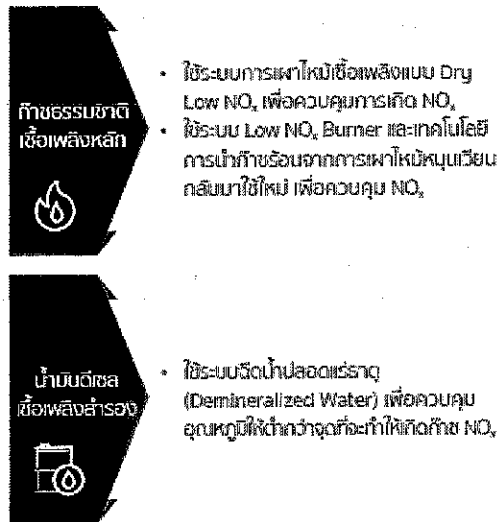 ก๊าซธรรมชาติ
เชื้อเพลิงหลัก
• ใช้ระบบการเผาไหม้เชื้อเพลิงแบบ Dry
Low NOx เพื่อควบคุมการเกิด NOx
• ใช้ระบบ Low NOx Burner และเทคโนโลยี
การนำก๊าซร้อนจากการเผาไหม้หมุนเวียน
กลับมาใช้ใหม่ เพื่อควบคุม NOx
น้ำมันดีเซล
เชื้อเพลิงสำรอง
• ใช้ระบบฉีดน้ำปลอดแร่ธาตุ
(Demineralized Water) เพื่อควบคุม
อุณหภูมิให้ต่ำกว่าจุดที่จะทำให้เกิดก๊าซ NOx